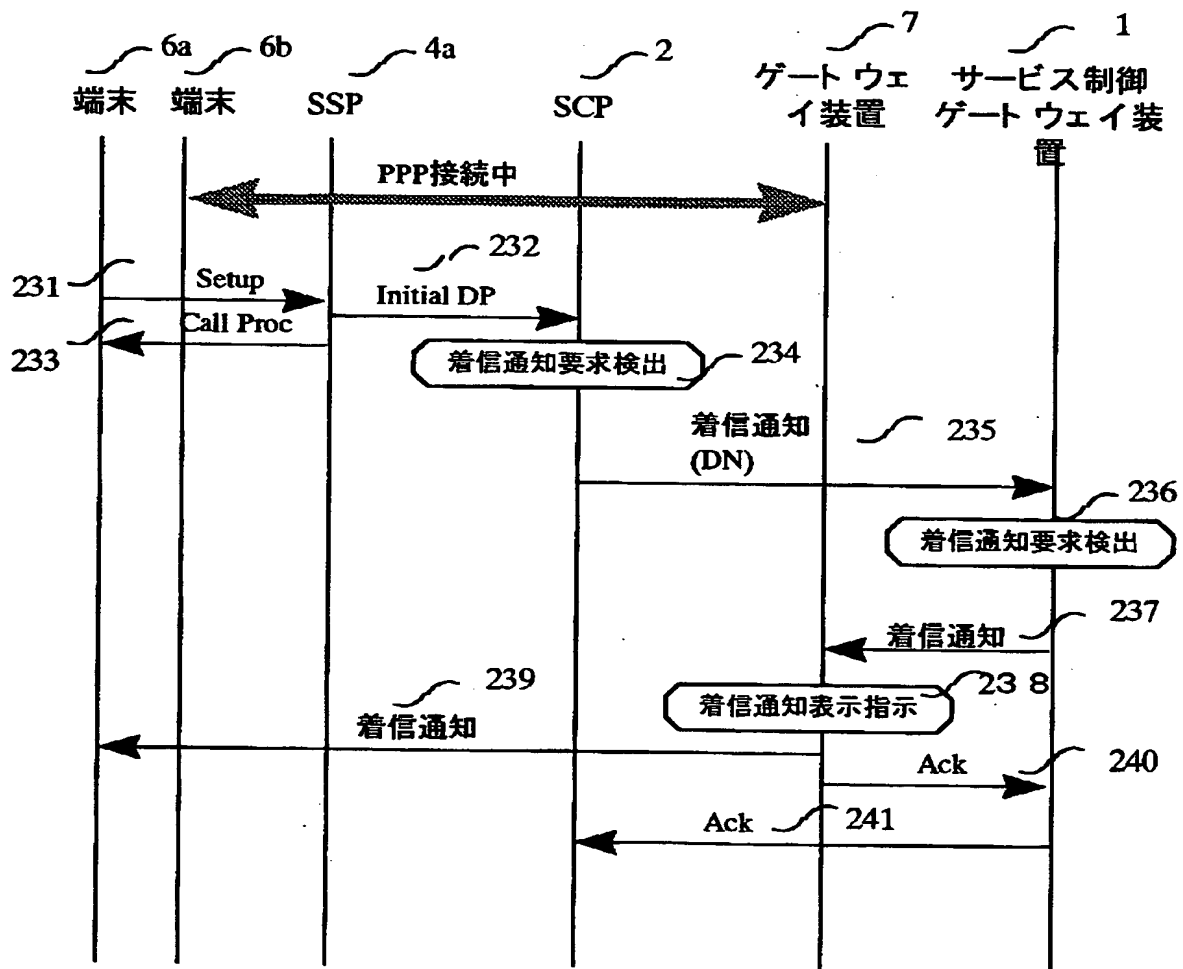 6a
6b
4a
2
7
1
端末
端末
SSP
SCP
ゲートウェ
イ装置
サービス制御
ゲートウェイ装
置
PPP接続中
231
Setup
232
Initial DP
233
Call Proc
着信通知要求検出
234
着信通知
(DN)
235
236
着信通知要求検出
237
着信通知
着信通知表示指示
238
239
着信通知
Ack
240
Ack
241